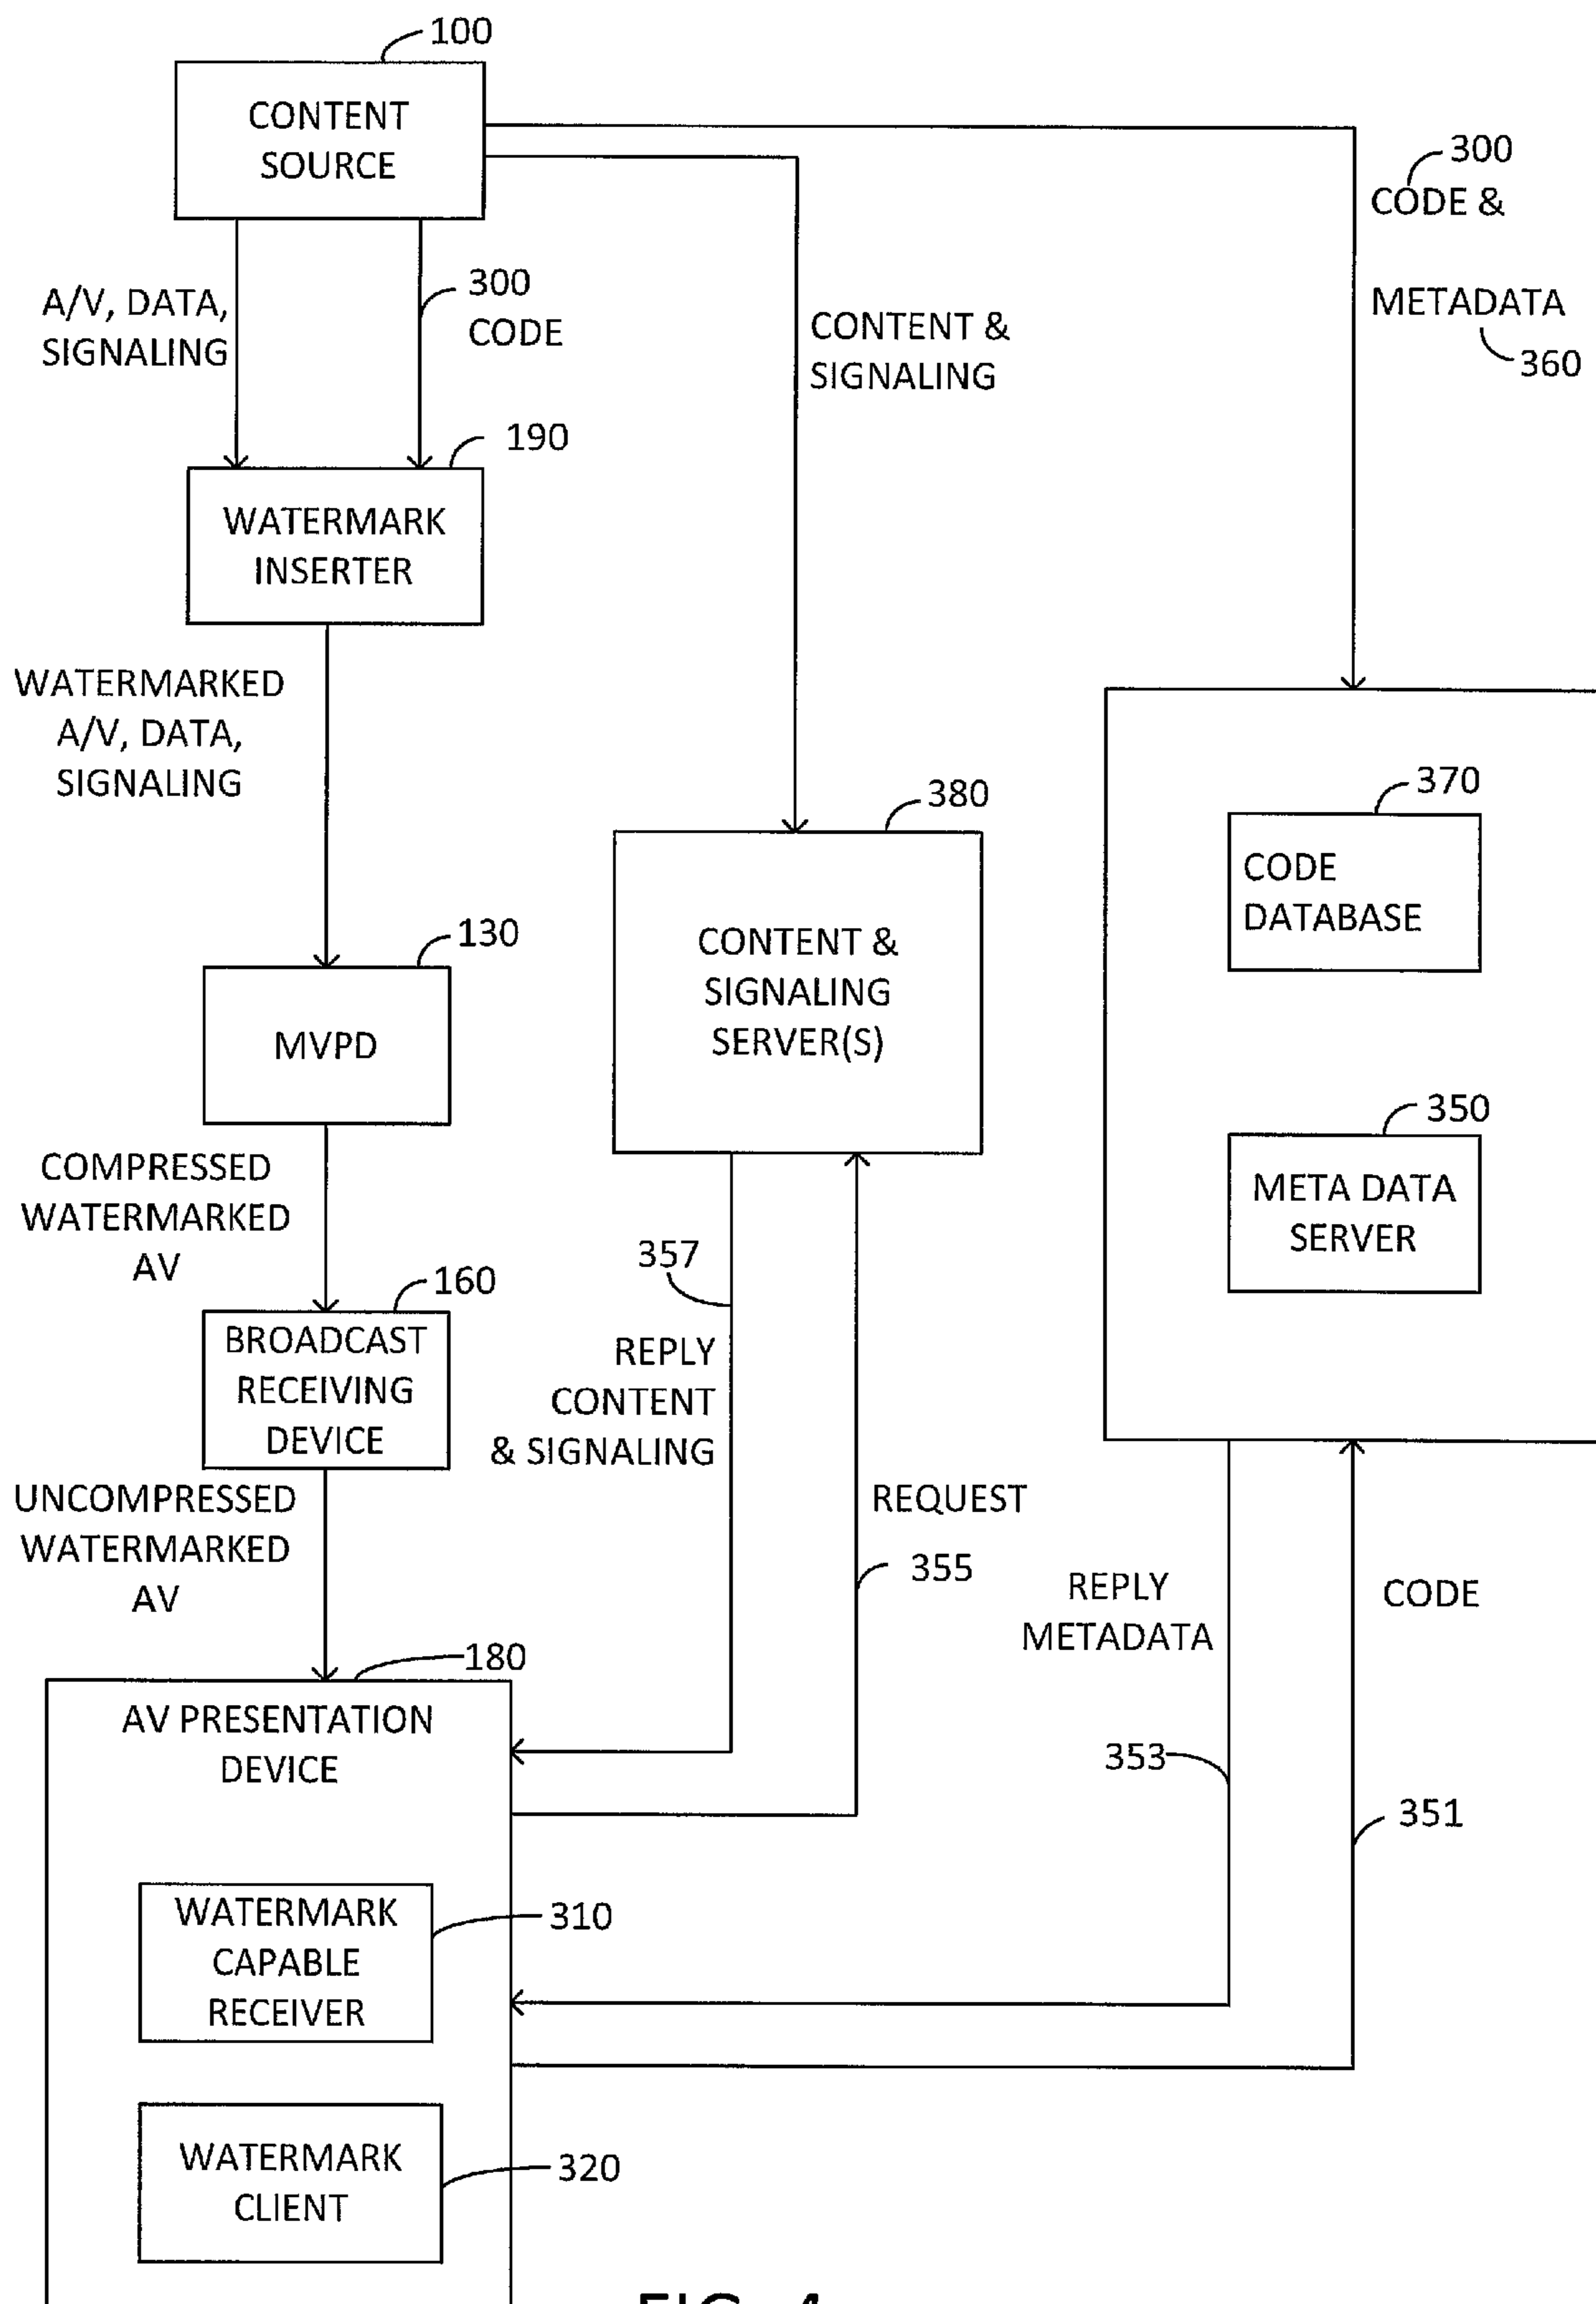 100
CONTENT
SOURCE
300
CODE &
METADATA
360
A/V, DATA,
SIGNALING
300
CODE
CONTENT &
SIGNALING
190
WATERMARK
INSERTER
WATERMARKED
A/V, DATA,
SIGNALING
380
CONTENT &
SIGNALING
SERVER(S)
370
CODE
DATABASE
130
MVPD
350
META DATA
SERVER
COMPRESSED
WATERMARKED
AV
160
BROADCAST
RECEIVING
DEVICE
357
REPLY
CONTENT
& SIGNALING
REQUEST
355
UNCOMPRESSED
WATERMARKED
AV
REPLY
METADATA
CODE
353
351
180
AV PRESENTATION
DEVICE
310
WATERMARK
CAPABLE
RECEIVER
320
WATERMARK
CLIENT
FIG. 4